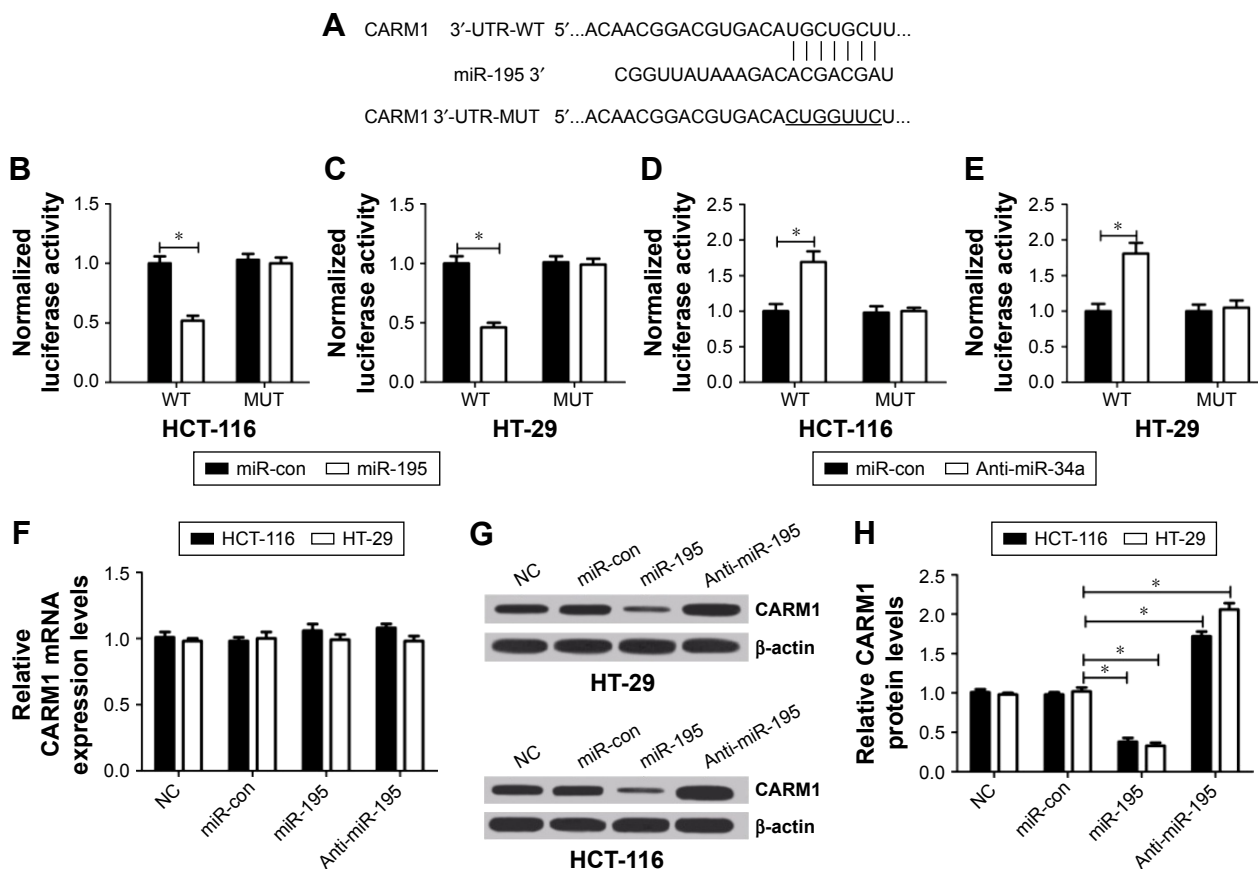 A
CARM1 3′-UTR-WT 5′...ACAACGGACGUGACAUGCUGCUU...
miR-195 3′ CGGUUAUAAAGACACGACGAU
CARM1 3′-UTR-MUT 5′...ACAACGGACGUGACACUGGUUCU...
B
Normalized
luciferase activity
1.5
1.0
0.5
0.0
WT MUT
HCT-116
*
C
Normalized
luciferase activity
1.5
1.0
0.5
0.0
WT MUT
HT-29
*
miR-con miR-195
D
Normalized
luciferase activity
2.5
2.0
1.5
1.0
0.5
0.0
WT MUT
HCT-116
*
E
Normalized
luciferase activity
2.5
2.0
1.5
1.0
0.5
0.0
WT MUT
HT-29
*
miR-con Anti-miR-34a
F
HCT-116 HT-29
Relative
CARM1 mRNA
expression levels
1.5
1.0
0.5
0.0
NC miR-con miR-195 Anti-miR-195
G
NC miR-con miR-195 Anti-miR-195
CARM1
β-actin
HT-29
NC miR-con miR-195 Anti-miR-195
CARM1
β-actin
HCT-116
H
HCT-116 HT-29
Relative CARM1
protein levels
2.5
2.0
1.5
1.0
0.5
0.0
*
*
*
*
NC miR-con miR-195 Anti-miR-195